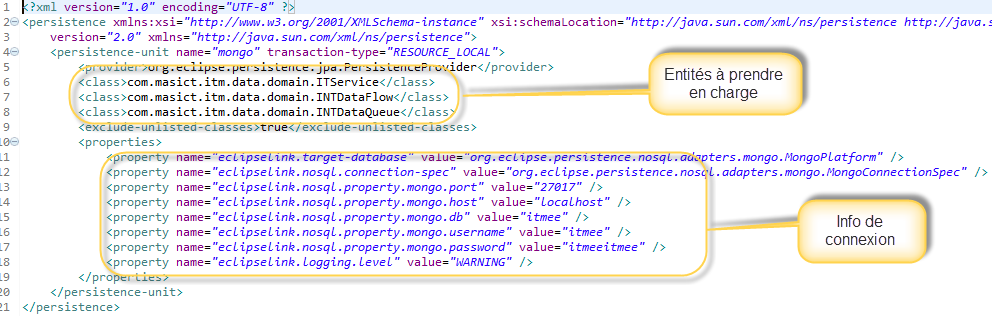 1 <?xml version="1.0" encoding="UTF-8" ?>
2 <persistence xmlns:xsi="http://www.w3.org/2001/XMLSchema-instance" xsi:schemaLocation="http://java.sun.com/xml/ns/persistence http://java.s
3 version="2.0" xmlns="http://java.sun.com/xml/ns/persistence">
4 <persistence-unit name="mongo" transaction-type="RESOURCE_LOCAL">
5 <provider>org.eclipse.persistence.jpa.PersistenceProvider</provider>
6 <class>com.masict.itm.data.domain.ITService</class>
7 <class>com.masict.itm.data.domain.INTDataFlow</class>
8 <class>com.masict.itm.data.domain.INTDataQueue</class>
9 <exclude-unlisted-classes>true</exclude-unlisted-classes>
10 <properties>
11 <property name="eclipselink.target-database" value="org.eclipse.persistence.nosql.adapters.mongo.MongoPlatform" />
12 <property name="eclipselink.nosql.connection-spec" value="org.eclipse.persistence.nosql.adapters.mongo.MongoConnectionSpec" />
13 <property name="eclipselink.nosql.property.mongo.port" value="27017" />
14 <property name="eclipselink.nosql.property.mongo.host" value="localhost" />
15 <property name="eclipselink.nosql.property.mongo.db" value="itmee" />
16 <property name="eclipselink.nosql.property.mongo.username" value="itmee" />
17 <property name="eclipselink.nosql.property.mongo.password" value="itmeeitmee" />
18 <property name="eclipselink.logging.level" value="WARNING" />
19 </properties>
20 </persistence-unit>
21 </persistence>
Entités à prendre
en charge
Info de
connexion